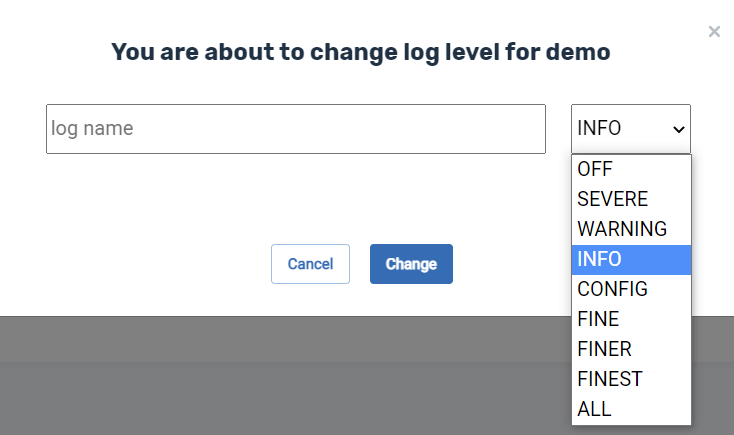 ×
You are about to change log level for demo
log name
INFO
OFF
SEVERE
WARNING
INFO
CONFIG
FINE
FINER
FINEST
ALL
Cancel
Change